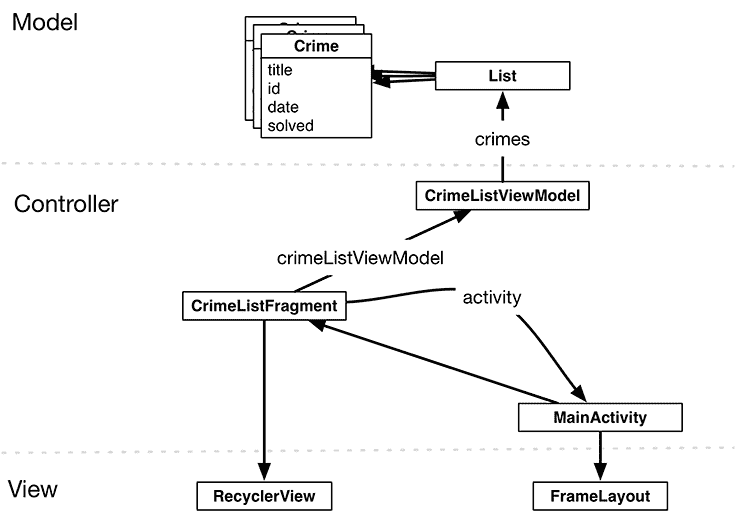 Model
Crime
title
id
date
solved
List
crimes
Controller
CrimeListViewModel
crimeListViewModel
CrimeListFragment
activity
MainActivity
View
RecyclerView
FrameLayout